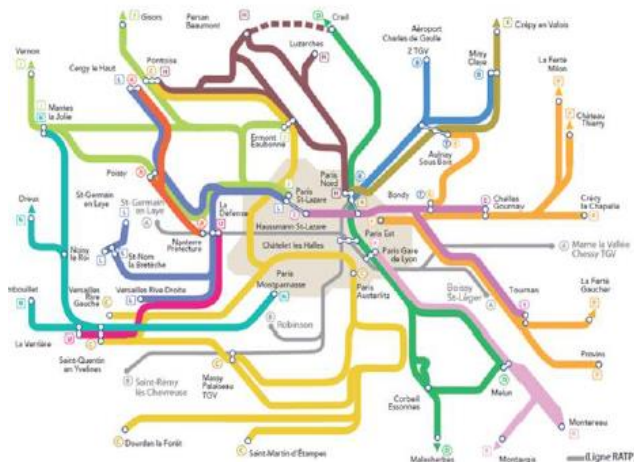 Gisors
Persan
Beaumont
Creil
Aéroport
Charles de Gaulle
2 TGV
Crépy en Valois
Vernon
Cergy le Haut
Pontoise
Luzarches
Mitry
Claye
La Ferté
Milon
Mantes
la Jolie
Ermont
Eaubonne
Aulnay
Sous Bois
Château
Thierry
Poissy
Paris
Nord
Bondy
Chelles
Gournay
Crécy
la Chapelle
Dreux
St-Germain
en Laye
St-Germain
en Laye
La
Défense
Paris
St-Lazare
Haussmann St-Lazare
Nanterre
Préfecture
Châtelet les Halles
Paris Est
Paris Gare
de Lyon
Marne la Vallée
Chessy TGV
Noisy
le Roi
St-Nom
la Bretèche
Versailles
Rive
Gauche
Versailles Rive Droite
Paris
Montparnasse
Paris
Austerlitz
Boissy
St-Léger
Tournan
La Ferté
Gaucher
mbouillet
La Verrière
Saint-Quentin
en Yvelines
Robinson
Saint-Rémy
lès Chevreuse
Massy
Palaiseau
TGV
Provins
Corbeil
Essonnes
Melun
Montereau
Dourdan la Forêt
Saint-Martin d'Étampes
Malesherbes
Montargis
(Ligne RATP